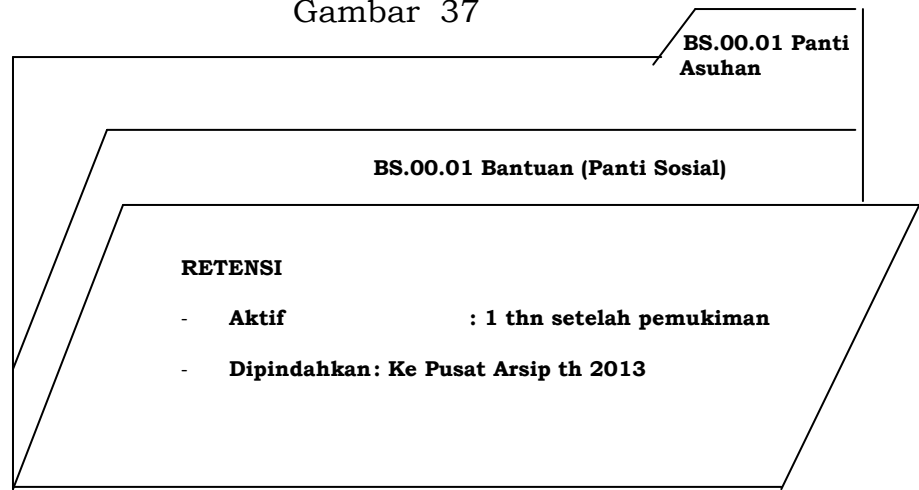 Gambar 37
BS.00.01 Panti
Asuhan
BS.00.01 Bantuan (Panti Sosial)
RETENSI
- Aktif : 1 thn setelah pemukiman
- Dipindahkan: Ke Pusat Arsip th 2013